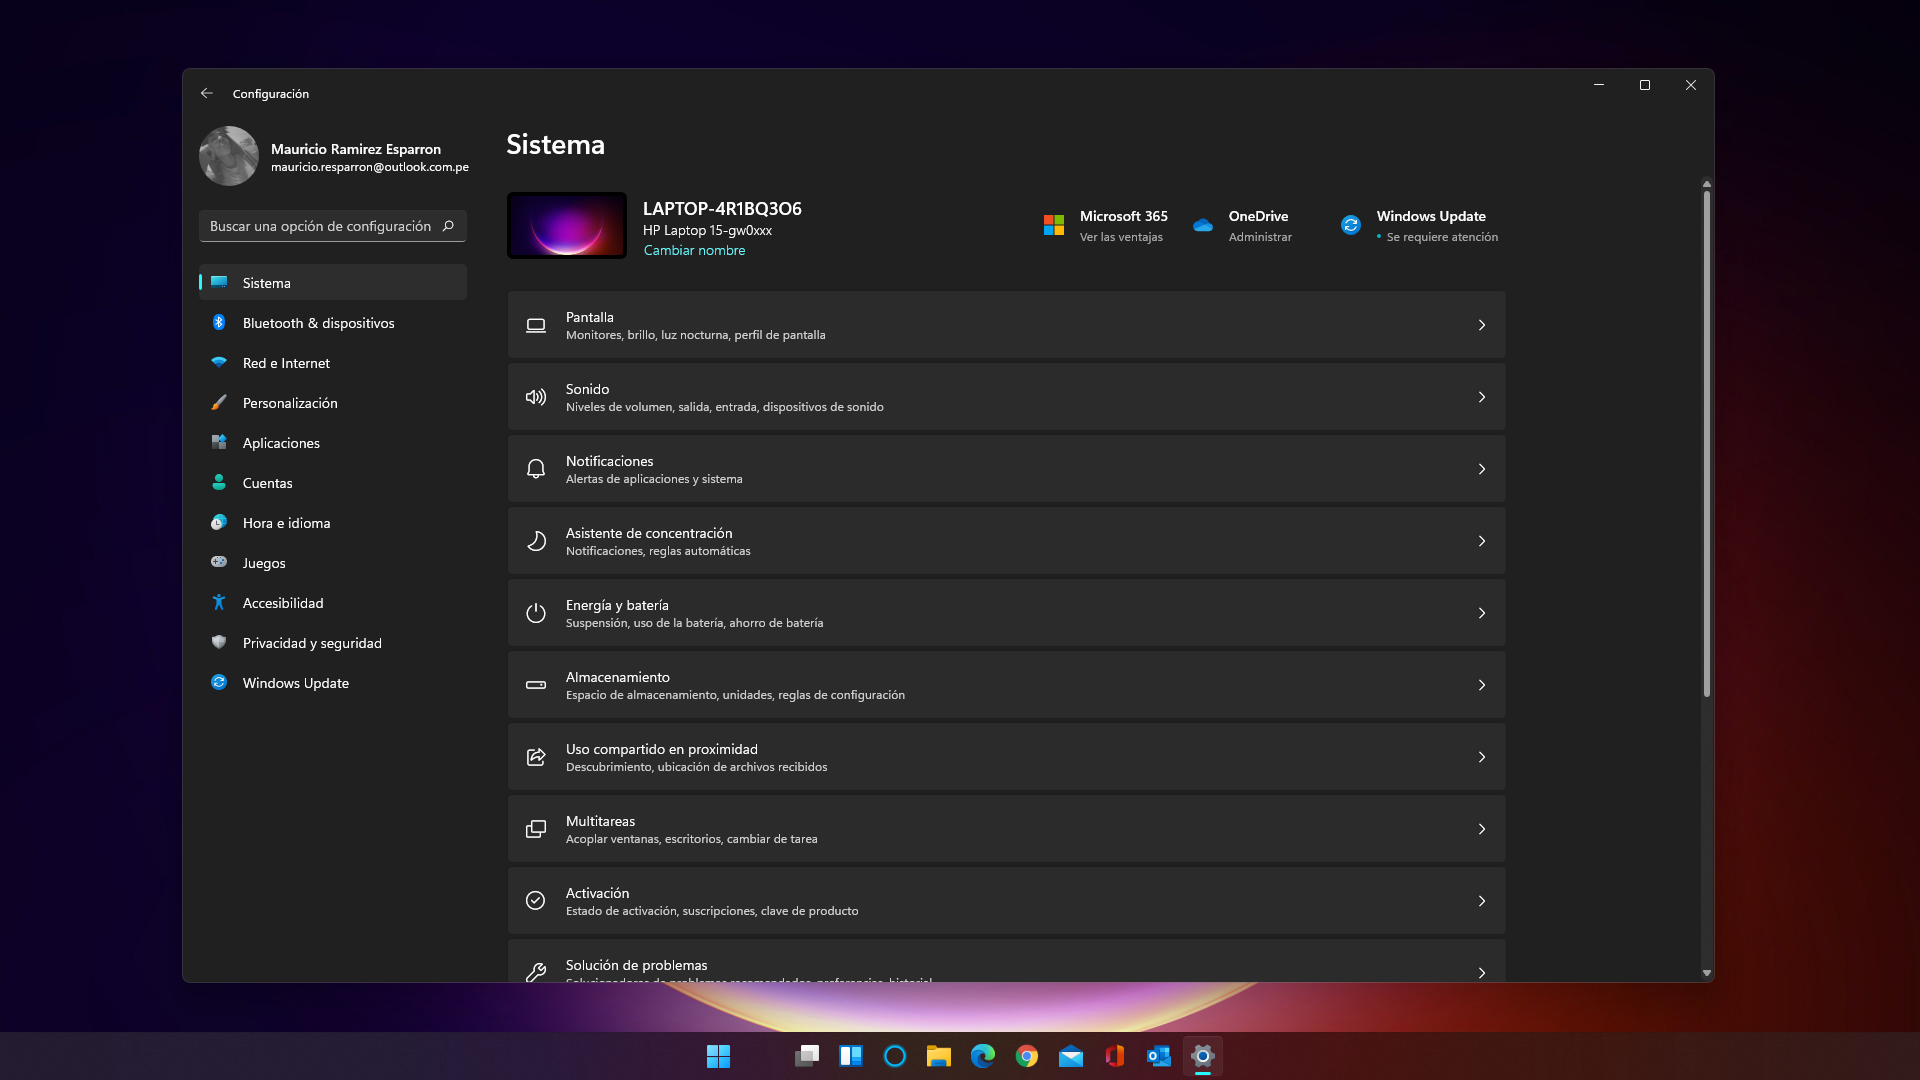 Configuración
Mauricio Ramirez Esparron
mauricio.resparron@outlook.com.pe
Buscar una opción de configuración
Sistema
Bluetooth & dispositivos
Red e Internet
Personalización
Aplicaciones
Cuentas
Hora e idioma
Juegos
Accesibilidad
Privacidad y seguridad
Windows Update
Sistema
LAPTOP-4R1BQ3O6
HP Laptop 15-gw0xxx
Cambiar nombre
Microsoft 365
Ver las ventajas
OneDrive
Administrar
Windows Update
• Se requiere atención
Pantalla
Monitores, brillo, luz nocturna, perfil de pantalla
Sonido
Niveles de volumen, salida, entrada, dispositivos de sonido
Notificaciones
Alertas de aplicaciones y sistema
Asistente de concentración
Notificaciones, reglas automáticas
Energía y batería
Suspensión, uso de la batería, ahorro de batería
Almacenamiento
Espacio de almacenamiento, unidades, reglas de configuración
Uso compartido en proximidad
Descubrimiento, ubicación de archivos recibidos
Multitareas
Acoplar ventanas, escritorios, cambiar de tarea
Activación
Estado de activación, suscripciones, clave de producto
Solución de problemas
Solucionadores de problemas recomendados, preferencias, historial